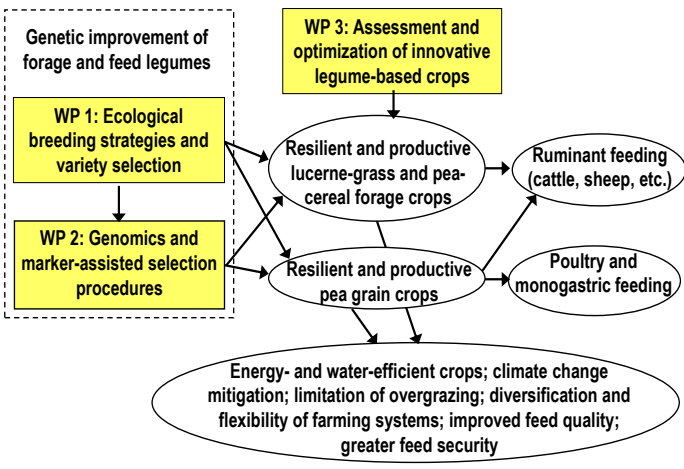 Genetic improvement of
forage and feed legumes
WP 1: Ecological
breeding strategies and
variety selection
WP 2: Genomics and
marker-assisted selection
procedures
WP 3: Assessment and
optimization of innovative
legume-based crops
Resilient and productive
lucerne-grass and pea-
cereal forage crops
Ruminant feeding
(cattle, sheep, etc.)
Resilient and productive
pea grain crops
Poultry and
monogastric feeding
Energy- and water-efficient crops; climate change
mitigation; limitation of overgrazing; diversification and
flexibility of farming systems; improved feed quality;
greater feed security